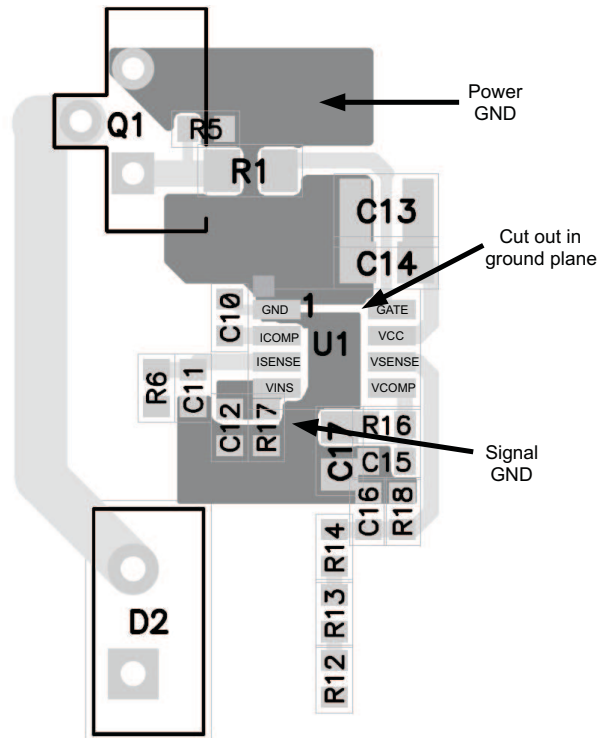 Power
GND
Q1
R5
R1
C13
Cut out in
ground plane
C14
C10
GND
1
GATE
ICOMP
U1
VCC
ISENSE
VSENSE
R6
C11
VINS
VCOMP
C12
R17
R16
C15
Signal
GND
C16
R18
R14
R13
D2
R12